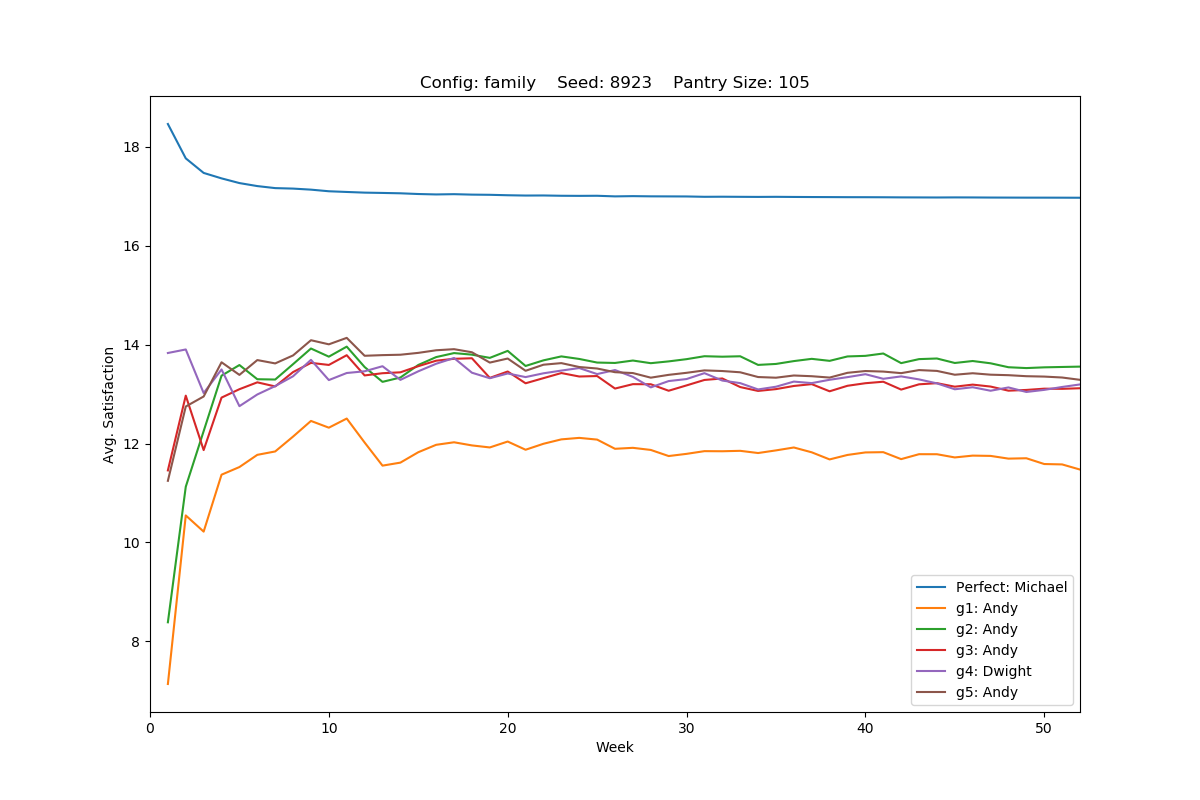 Config: family    Seed: 8923    Pantry Size: 105
18
16
14
12
10
8
Avg. Satisfaction
Perfect: Michael
g1: Andy
g2: Andy
g3: Andy
g4: Dwight
g5: Andy
0 10 20 30 40 50
Week